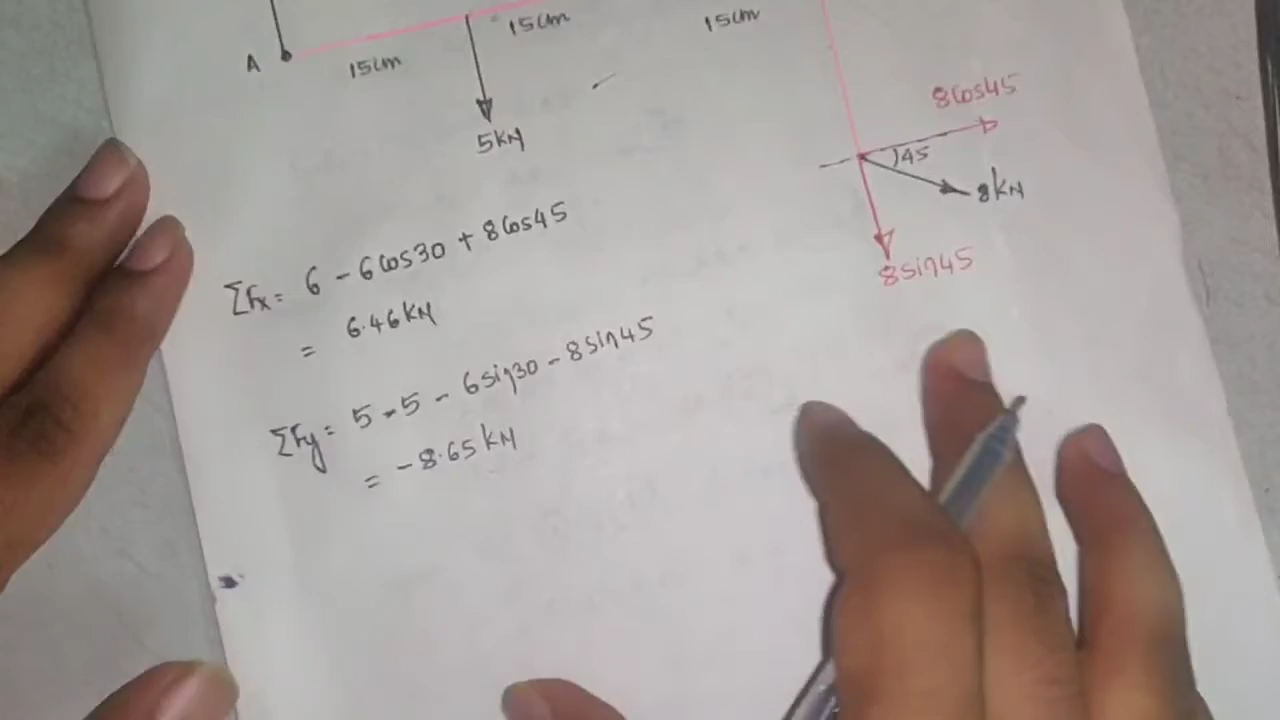 15cm
15cm
8Cos45
A
15cm
5KN
)45
8KN
8sin45
ΣFx= 6 - 6Cos30 + 8Cos45
= 6.46KN
ΣFy= 5-5 - 6sin30 - 8sin45
= -8.65KN